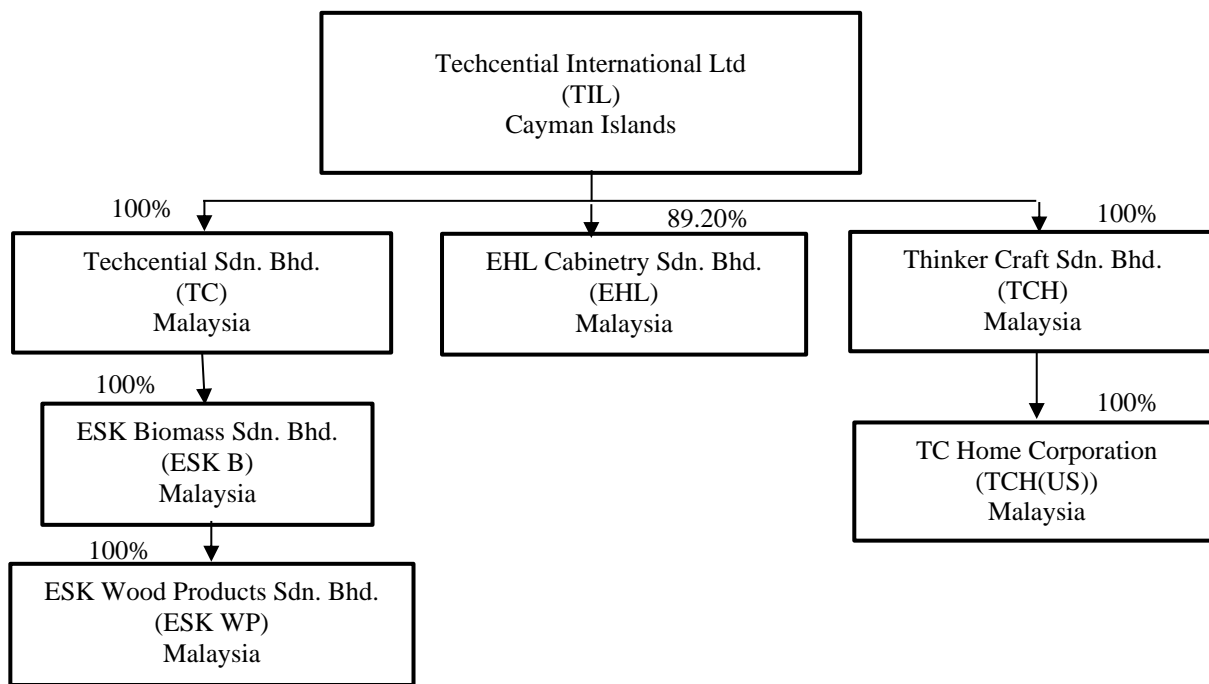 Techcential International Ltd
(TIL)
Cayman Islands
100%
89.20%
100%
Techcential Sdn. Bhd.
(TC)
Malaysia
EHL Cabinetry Sdn. Bhd.
(EHL)
Malaysia
Thinker Craft Sdn. Bhd.
(TCH)
Malaysia
100%
100%
ESK Biomass Sdn. Bhd.
(ESK B)
Malaysia
TC Home Corporation
(TCH(US))
Malaysia
100%
ESK Wood Products Sdn. Bhd.
(ESK WP)
Malaysia